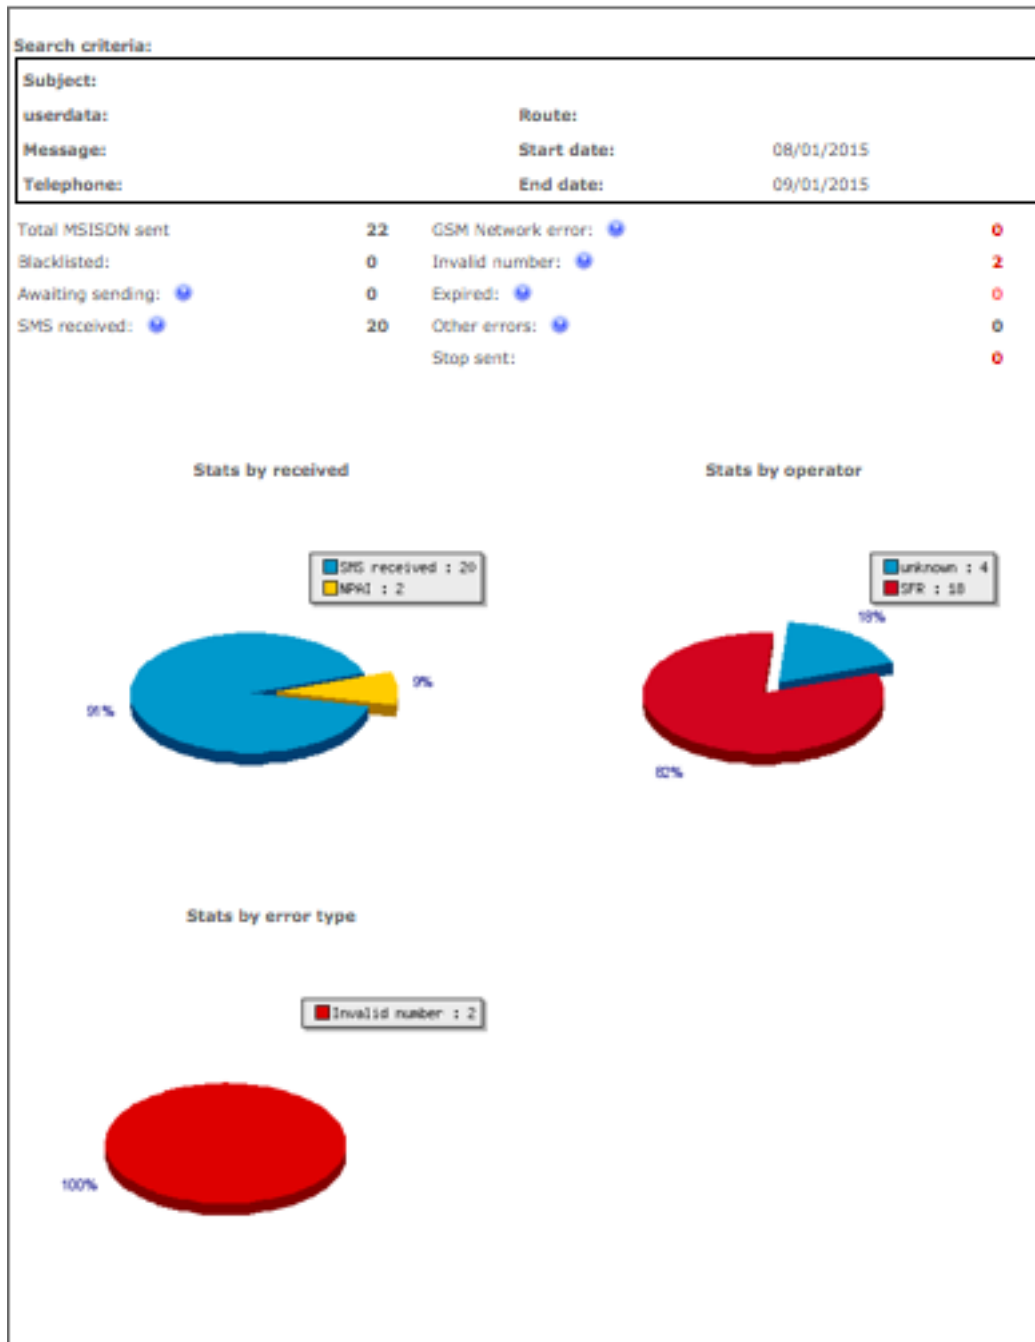 Search criteria:
Subject:
userdata: Route:
Message: Start date: 08/01/2015
Telephone: End date: 09/01/2015
Total MSISDN sent 22 GSM Network error: 0
Blacklisted: 0 Invalid number: 2
Awaiting sending: 0 Expired: 0
SMS received: 20 Other errors: 0
Stop sent: 0
Stats by received Stats by operator
SMS received : 20
NPAI : 2
unknown : 4
SFR : 18
18%
9%
91%
82%
Stats by error type
Invalid number : 2
100%